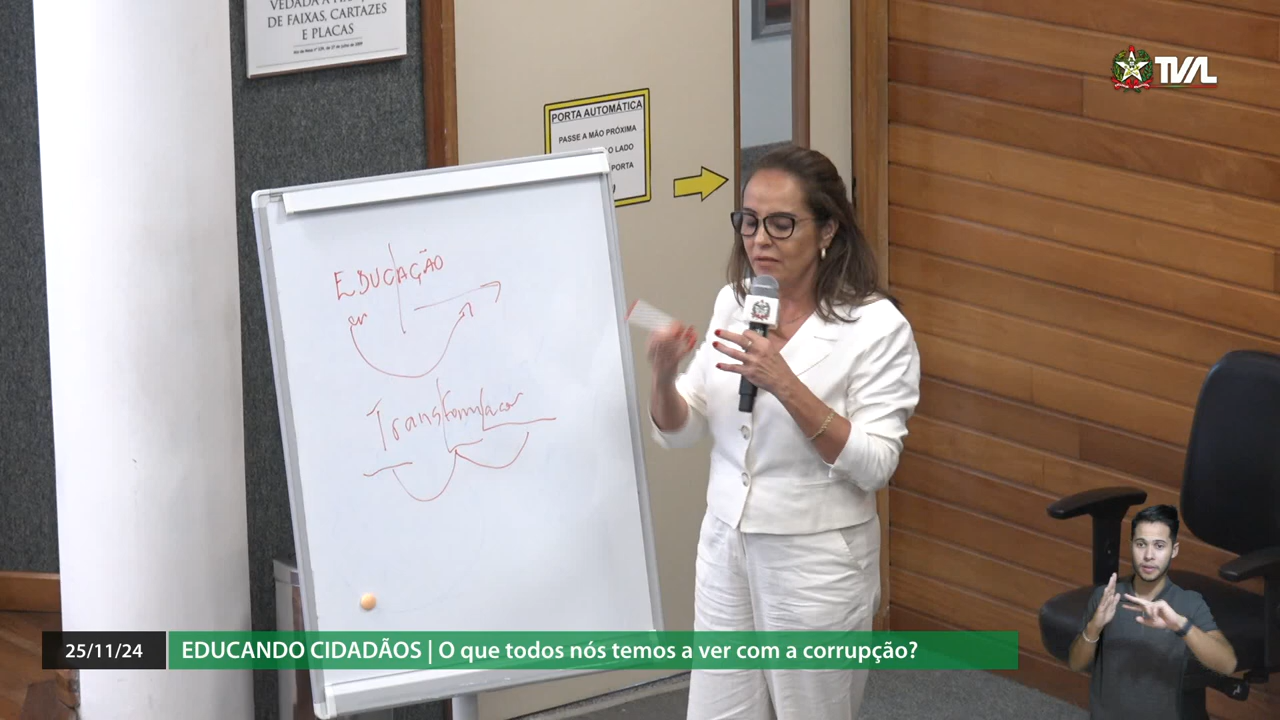 VEDADA A
DE FAIXAS, CARTAZES
E PLACAS
TVAL
PORTA AUTOMÁTICA
PASSE A MÃO PRÓXIMA
O LADO
PORTA
EDUCAÇÃO
Transformacor
25/11/24
EDUCANDO CIDADÃOS | O que todos nós temos a ver com a corrupção?